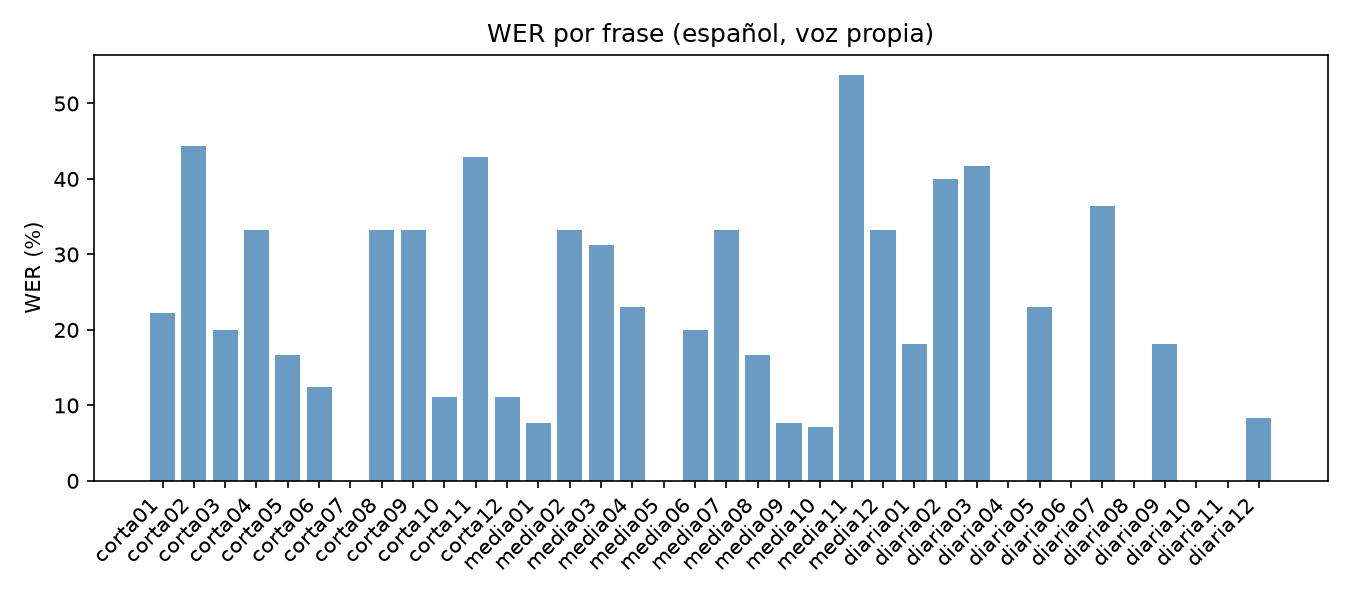 WER por frase (español, voz propia)
WER (%)
50
40
30
20
10
0
corta01
corta02
corta03
corta04
corta05
corta06
corta07
corta08
corta09
corta10
corta11
corta12
media01
media02
media03
media04
media05
media06
media07
media08
media09
media10
media11
media12
diaria01
diaria02
diaria03
diaria04
diaria05
diaria06
diaria07
diaria08
diaria09
diaria10
diaria11
diaria12